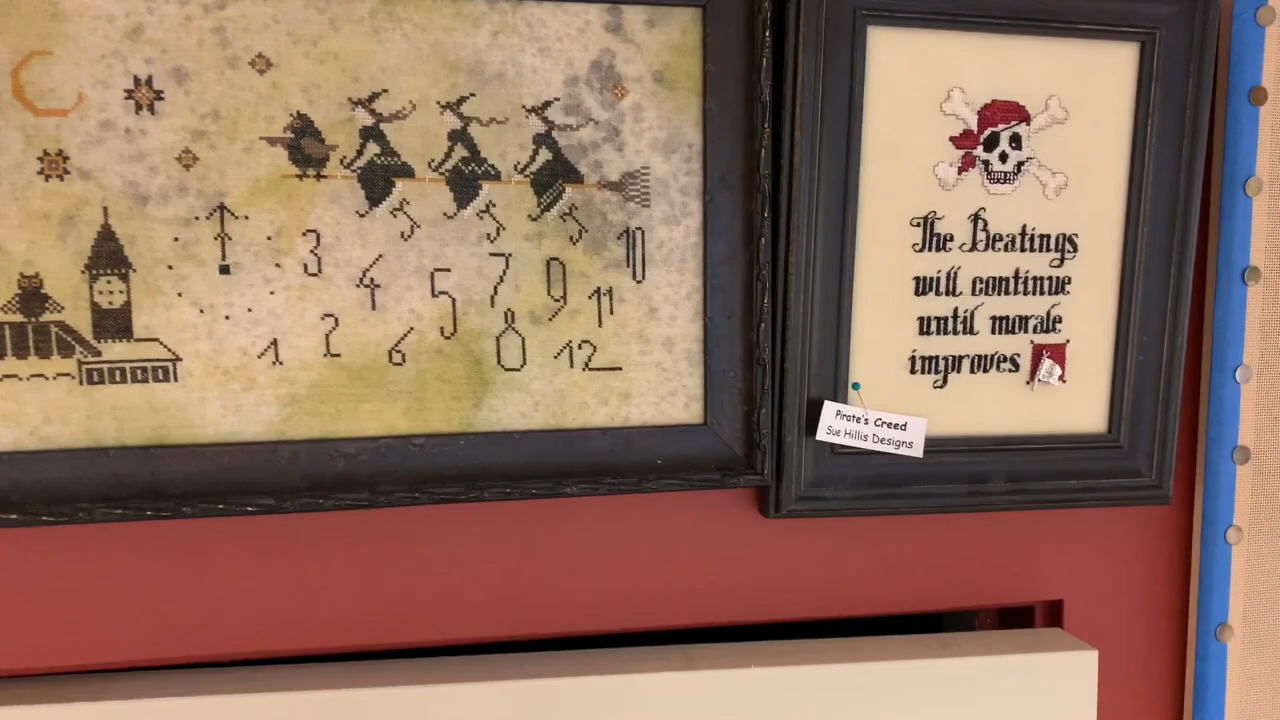 3 4 5 7 9 10
1 2 6 8 11 12
The Beatings
will continue
until morale
improves
Pirate's Creed
Sue Hillis Designs